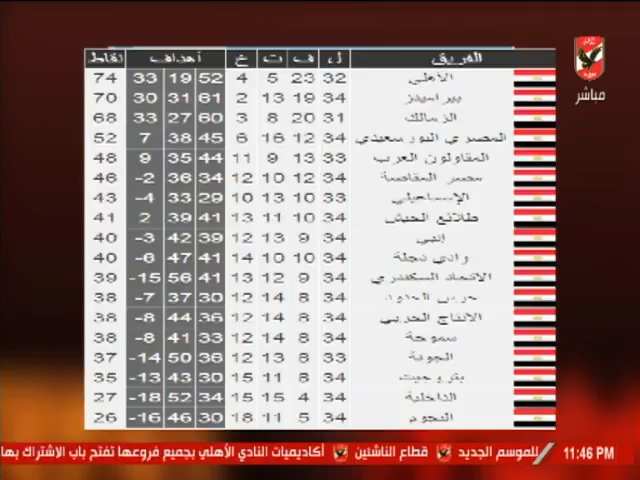 الفريق ل ف ت خ أهداف نقاط
الأهلى 32 23 5 4 52 19 33 74
بيراميدز 34 19 13 2 61 31 30 70
الزمالك 31 20 8 3 60 27 33 68
المصري البورسعيدي 34 12 16 6 45 38 7 52
المقاولون العرب 33 13 9 11 44 35 9 48
مصر المقاصة 34 12 10 12 34 36 -2 46
الإسماعيلي 33 10 13 10 29 33 -4 43
طلائع الجيش 34 10 11 13 41 39 2 41
إنبي 34 9 13 12 39 42 -3 40
وادي دجلة 34 10 10 14 41 47 -6 40
الاتحاد السكندري 34 9 12 13 41 56 -15 39
حرس الحدود 34 8 14 12 30 37 -7 38
الانتاج الحربي 34 8 14 12 36 44 -8 38
سموحة 34 8 14 12 33 41 -8 38
الجونة 33 8 13 12 36 50 -14 37
بتروجيت 34 8 11 15 30 43 -13 35
الداخلية 34 4 15 15 34 52 -18 27
النجوم 34 5 11 18 30 46 -16 26
مباشر
للموسم الجديد قطاع الناشئين أكاديميات النادي الأهلي بجميع فروعها تفتح باب الاشتراك بها
11:46 PM